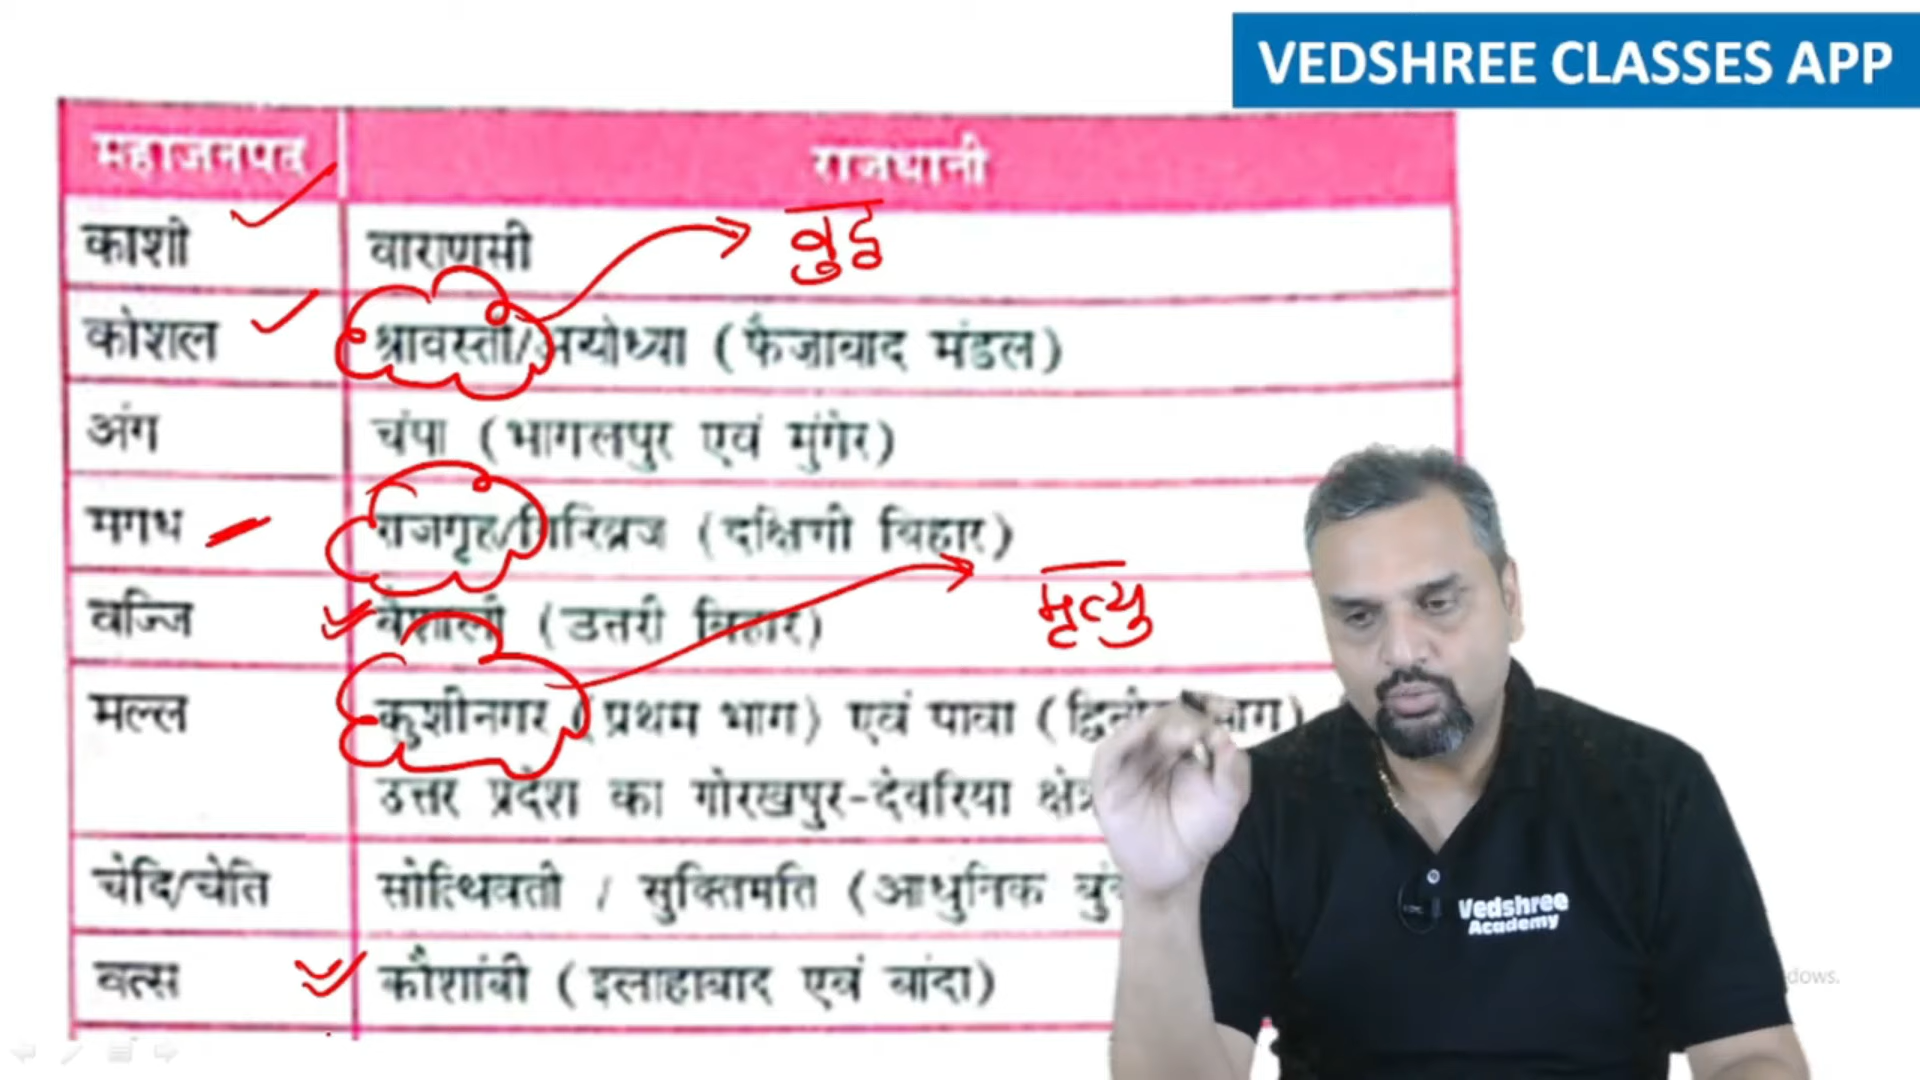 VEDSHREE CLASSES APP
महाजनपद राजधानी
काशी वाराणसी बुद्ध
कोशल श्रावस्ती/अयोध्या (फैजाबाद मंडल)
अंग चंपा (भागलपुर एवं मुंगेर)
मगध राजगृह/गिरिव्रज (दक्षिणी बिहार)
वज्जि वैशाली (उत्तरी बिहार) मृत्यु
मल्ल कुशीनगर (प्रथम भाग) एवं पावा (द्वितीय भाग)
उत्तर प्रदेश का गोरखपुर-देवरिया
चेदि/चेति सोत्थिवती / सुक्तिमति (आधुनिक
वत्स कौशांबी (इलाहाबाद एवं बांदा)
Vedshree
Academy
dows.